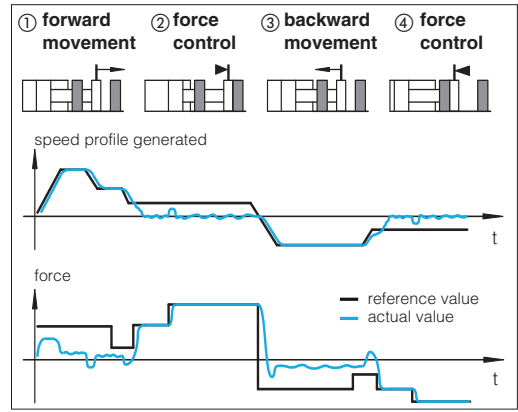 ① forward movement
② force control
③ backward movement
④ force control
speed profile generated
t
force
reference value
actual value
t